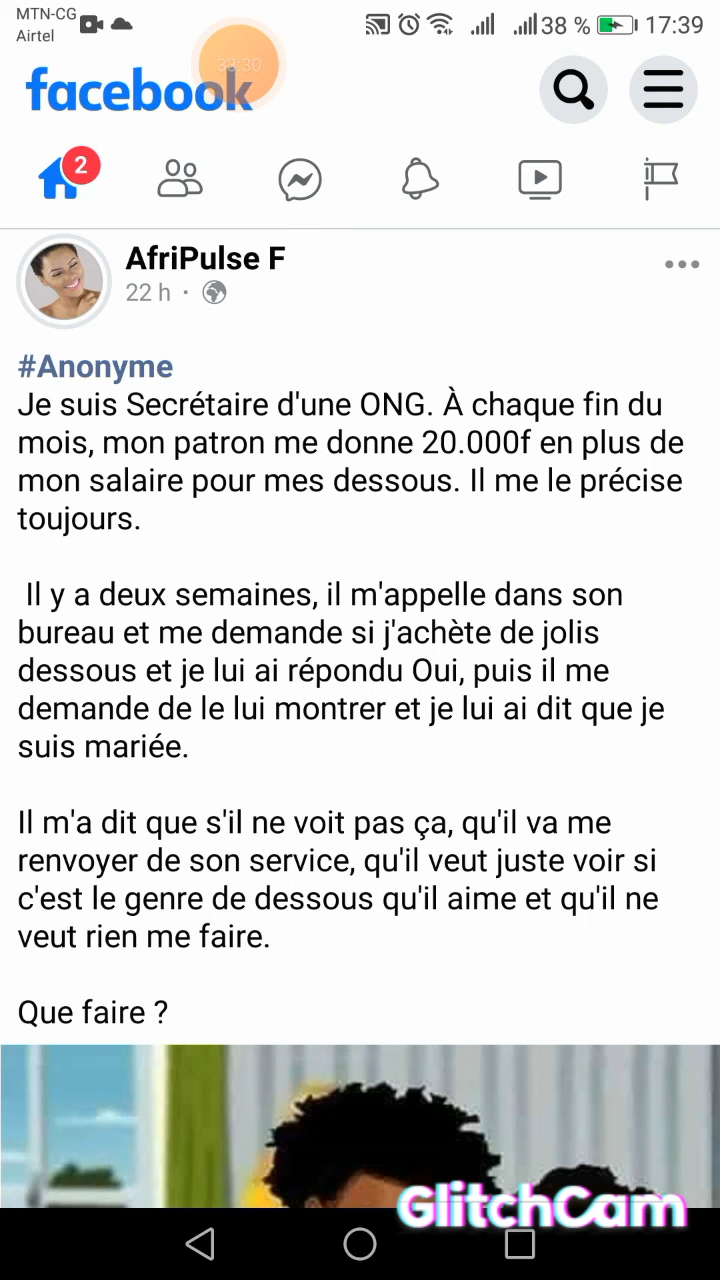 MTN-CG
Airtel
38 % 17:39
33:30
facebook
2
AfriPulse F
22 h ·
#Anonyme
Je suis Secrétaire d'une ONG. À chaque fin du
mois, mon patron me donne 20.000f en plus de
mon salaire pour mes dessous. Il me le précise
toujours.
Il y a deux semaines, il m'appelle dans son
bureau et me demande si j'achète de jolis
dessous et je lui ai répondu Oui, puis il me
demande de le lui montrer et je lui ai dit que je
suis mariée.
Il m'a dit que s'il ne voit pas ça, qu'il va me
renvoyer de son service, qu'il veut juste voir si
c'est le genre de dessous qu'il aime et qu'il ne
veut rien me faire.
Que faire ?
GlitchCam